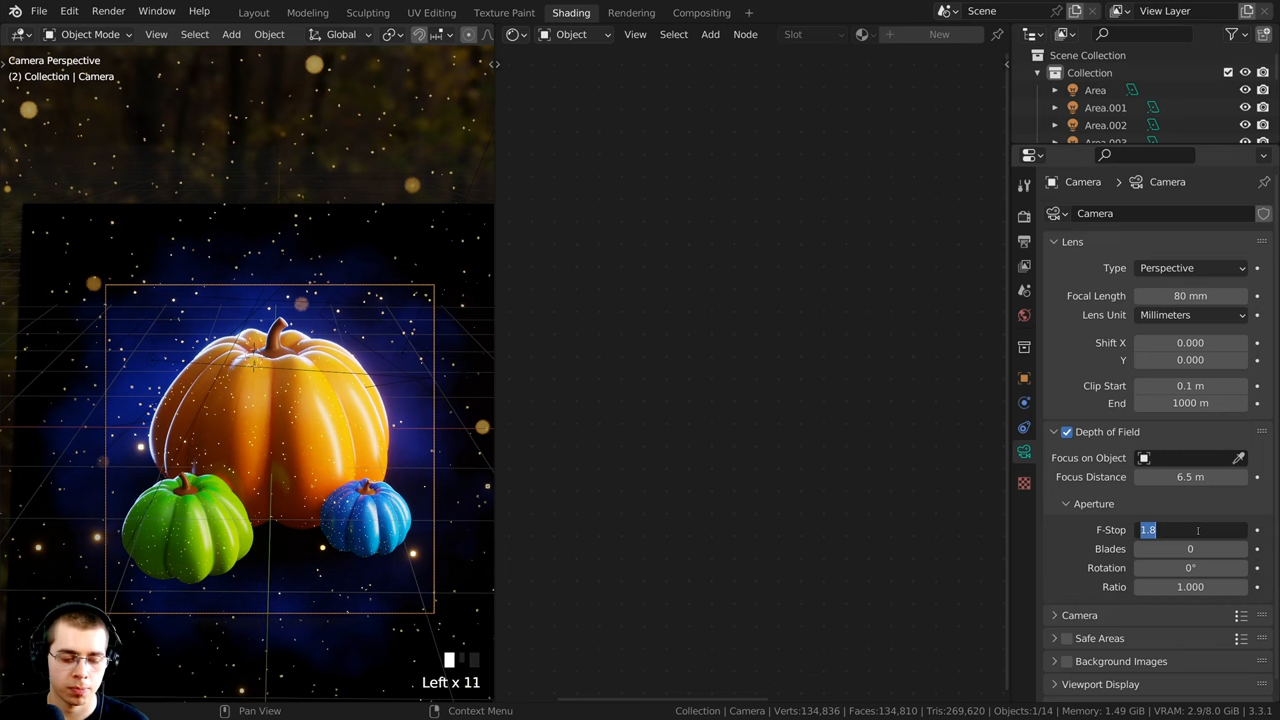 File Edit Render Window Help Layout Modeling Sculpting UV Editing Texture Paint Shading Rendering Compositing + Scene View Layer
Object Mode View Select Add Object Global Object View Select Add Node Slot + New
Camera Perspective
(2) Collection | Camera
Scene Collection
Collection
Area
Area.001
Area.002
Camera > Camera
Camera
Lens
Type Perspective
Focal Length 80 mm
Lens Unit Millimeters
Shift X 0.000
Y 0.000
Clip Start 0.1 m
End 1000 m
Depth of Field
Focus on Object
Focus Distance 6.5 m
Aperture
F-Stop 1.8
Blades 0
Rotation 0°
Ratio 1.000
Camera
Safe Areas
Background Images
Viewport Display
Left x 11
Pan View Context Menu Collection | Camera | Verts:134,836 | Faces:134,810 | Tris:269,620 | Objects:1/14 | Memory: 1.49 GiB | VRAM: 2.9/8.0 GiB | 3.3.1